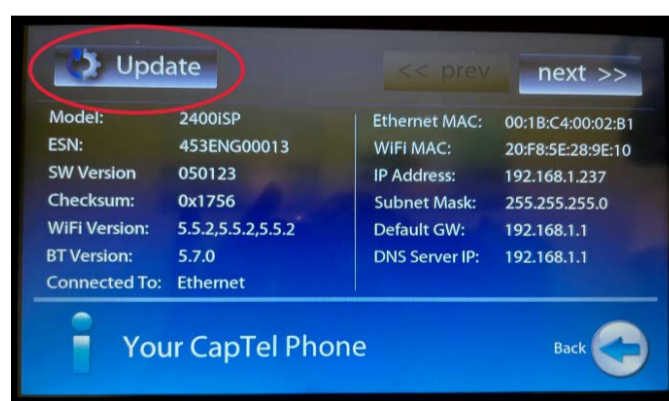 Update
<< prev
next >>
Model: 2400iSP
ESN: 453ENG00013
SW Version 050123
Checksum: 0x1756
WiFi Version: 5.5.2,5.5.2,5.5.2
BT Version: 5.7.0
Connected To: Ethernet
Ethernet MAC: 00:1B:C4:00:02:B1
WiFi MAC: 20:F8:5E:28:9E:10
IP Address: 192.168.1.237
Subnet Mask: 255.255.255.0
Default GW: 192.168.1.1
DNS Server IP: 192.168.1.1
Your CapTel Phone
Back